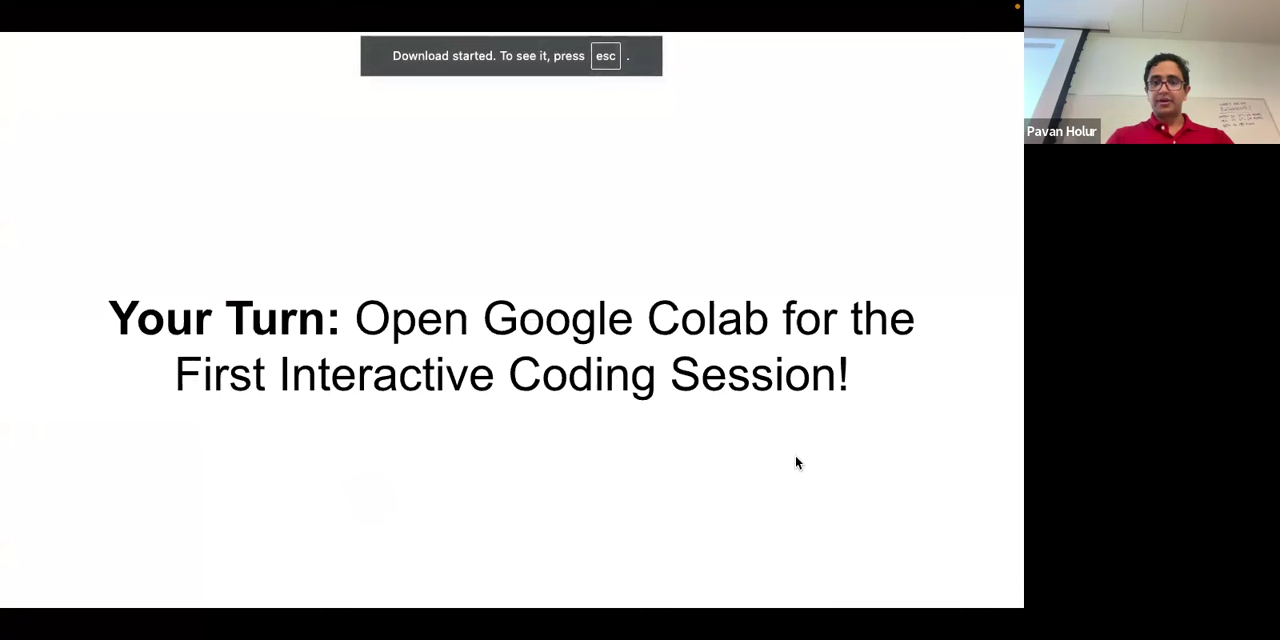 Download started. To see it, press esc .
Pavan Holur
Your Turn: Open Google Colab for the
First Interactive Coding Session!